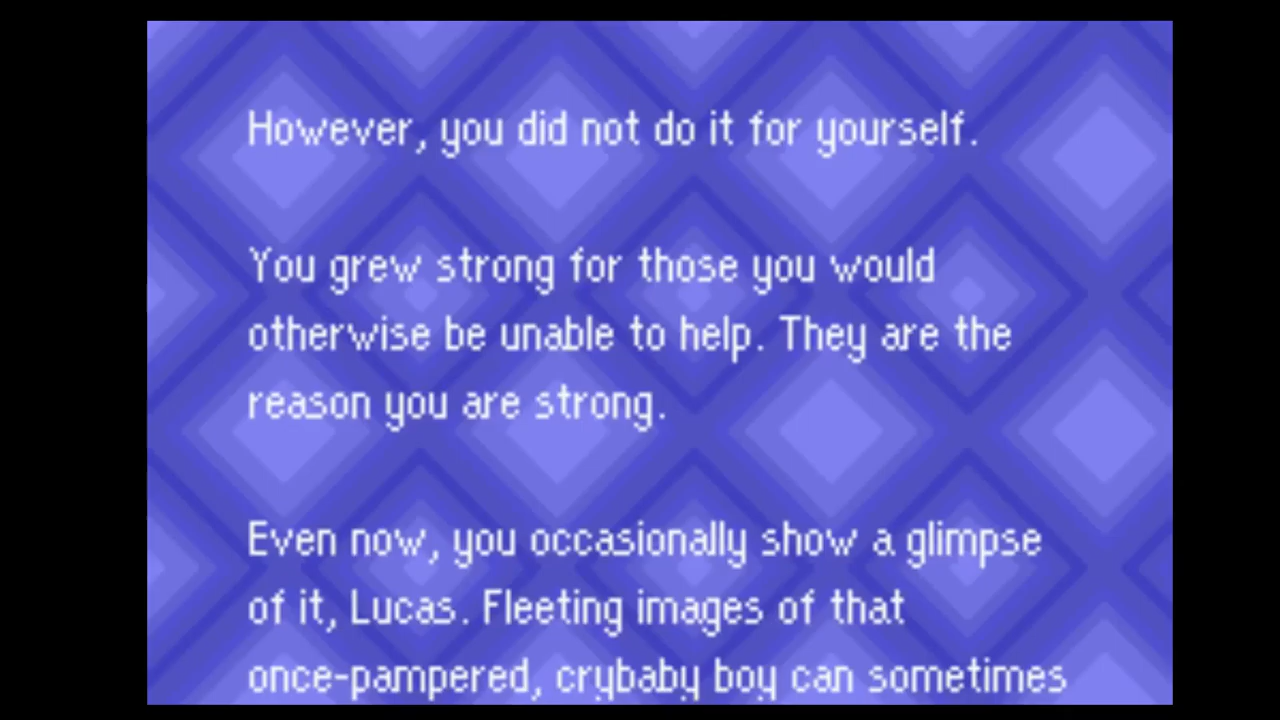 However, you did not do it for yourself.
You grew strong for those you would
otherwise be unable to help. They are the
reason you are strong.
Even now, you occasionally show a glimpse
of it, Lucas. Fleeting images of that
once-pampered, crybaby boy can sometimes